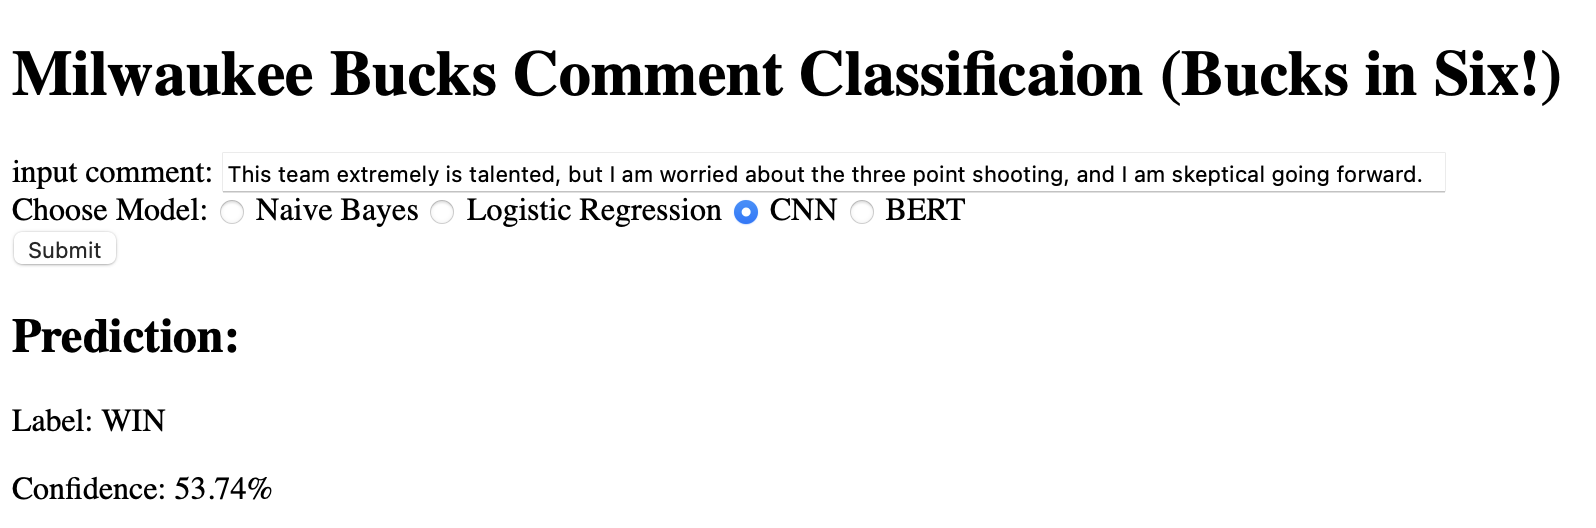 Milwaukee Bucks Comment Classificaion (Bucks in Six!)
input comment: This team extremely is talented, but I am worried about the three point shooting, and I am skeptical going forward.
Choose Model: Naive Bayes Logistic Regression CNN BERT
Submit
Prediction:
Label: WIN
Confidence: 53.74%